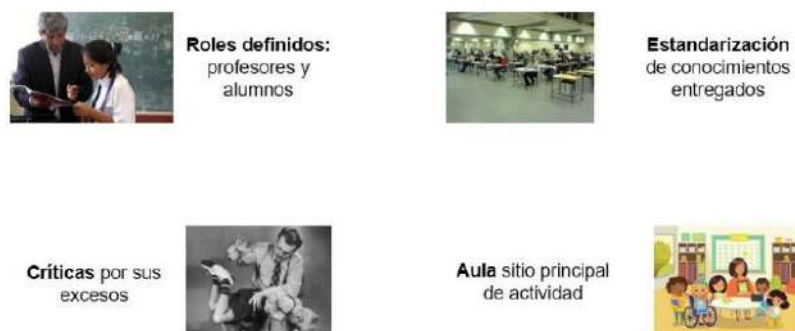 Roles definidos:
profesores y
alumnos
Estandarización
de conocimientos
entregados
Críticas por sus
excesos
Aula sitio principal
de actividad